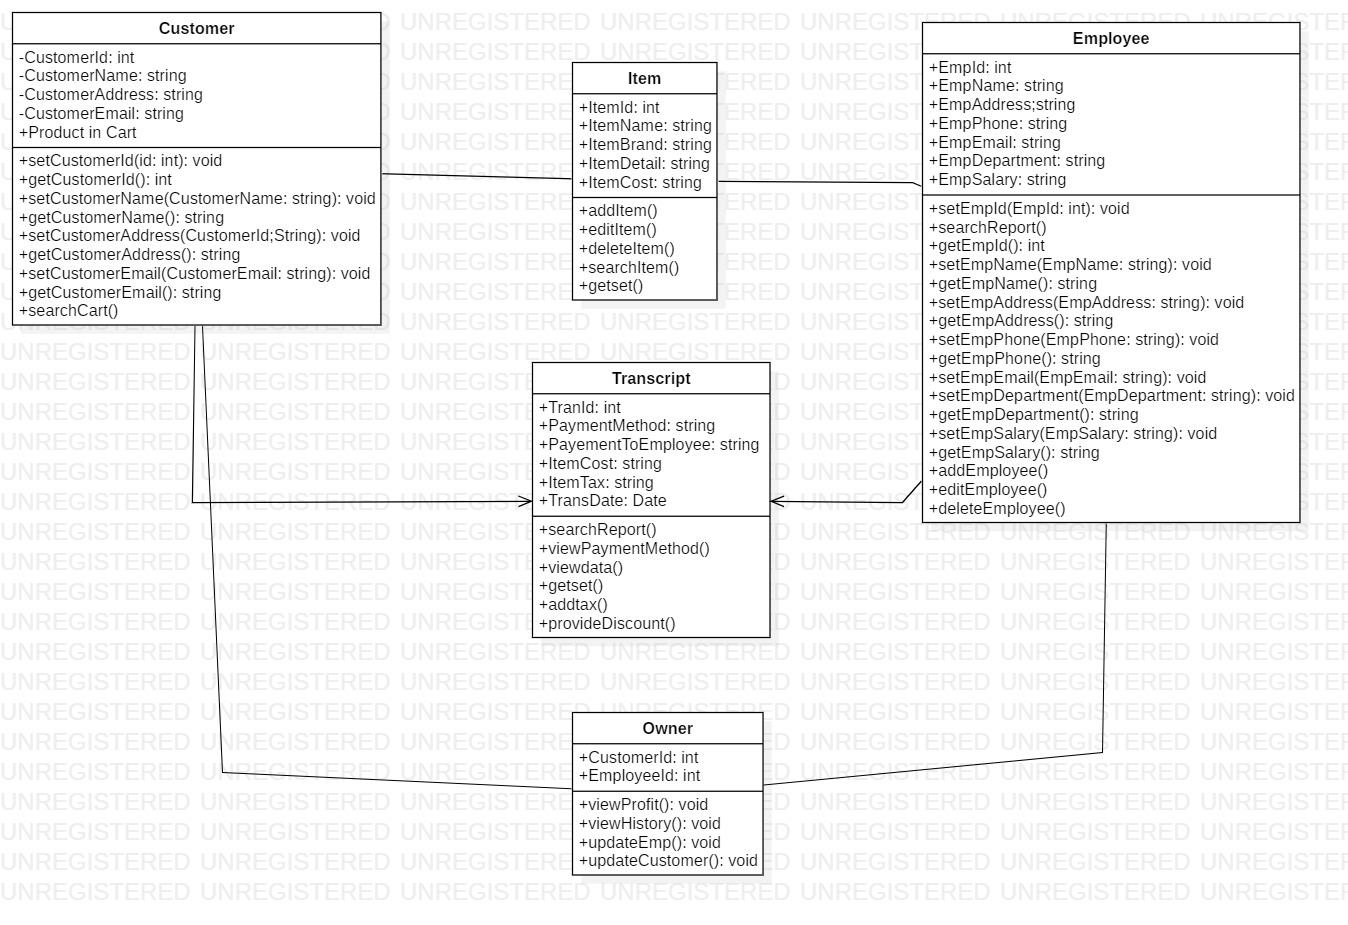 Customer
-CustomerId: int
-CustomerName: string
-CustomerAddress: string
-CustomerEmail: string
+Product in Cart
+setCustomerId(id: int): void
+getCustomerId(): int
+setCustomerName(CustomerName: string): void
+getCustomerName(): string
+setCustomerAddress(CustomerId;String): void
+getCustomerAddress(): string
+setCustomerEmail(CustomerEmail: string): void
+getCustomerEmail(): string
+searchCart()
Item
+ItemId: int
+ItemName: string
+ItemBrand: string
+ItemDetail: string
+ItemCost: string
+addItem()
+editItem()
+deleteItem()
+searchItem()
+getset()
Employee
+EmpId: int
+EmpName: string
+EmpAddress;string
+EmpPhone: string
+EmpEmail: string
+EmpDepartment: string
+EmpSalary: string
+setEmpId(EmpId: int): void
+searchReport()
+getEmpId(): int
+setEmpName(EmpName: string): void
+getEmpName(): string
+setEmpAddress(EmpAddress: string): void
+getEmpAddress(): string
+setEmpPhone(EmpPhone: string): void
+getEmpPhone(): string
+setEmpEmail(EmpEmail: string): void
+setEmpDepartment(EmpDepartment: string): void
+getEmpDepartment(): string
+setEmpSalary(EmpSalary: string): void
+getEmpSalary(): string
+addEmployee()
+editEmployee()
+deleteEmployee()
Transcript
+TranId: int
+PaymentMethod: string
+PayementToEmployee: string
+ItemCost: string
+ItemTax: string
+TransDate: Date
+searchReport()
+viewPaymentMethod()
+viewdata()
+getset()
+addtax()
+provideDiscount()
Owner
+CustomerId: int
+EmployeeId: int
+viewProfit(): void
+viewHistory(): void
+updateEmp(): void
+updateCustomer(): void
UNREGISTERED